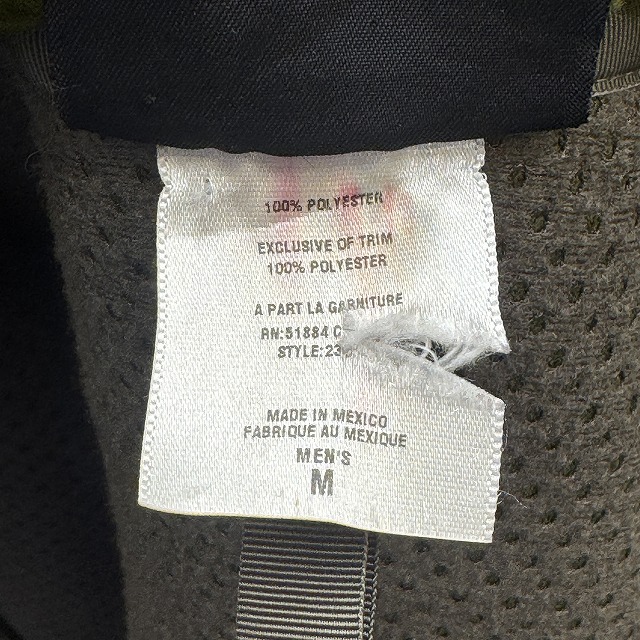 100% POLYESTER
EXCLUSIVE OF TRIM
100% POLYESTER
A PART LA GARNITURE
RN:51884 C
STYLE:23
MADE IN MEXICO
FABRIQUE AU MEXIQUE
MEN'S
M